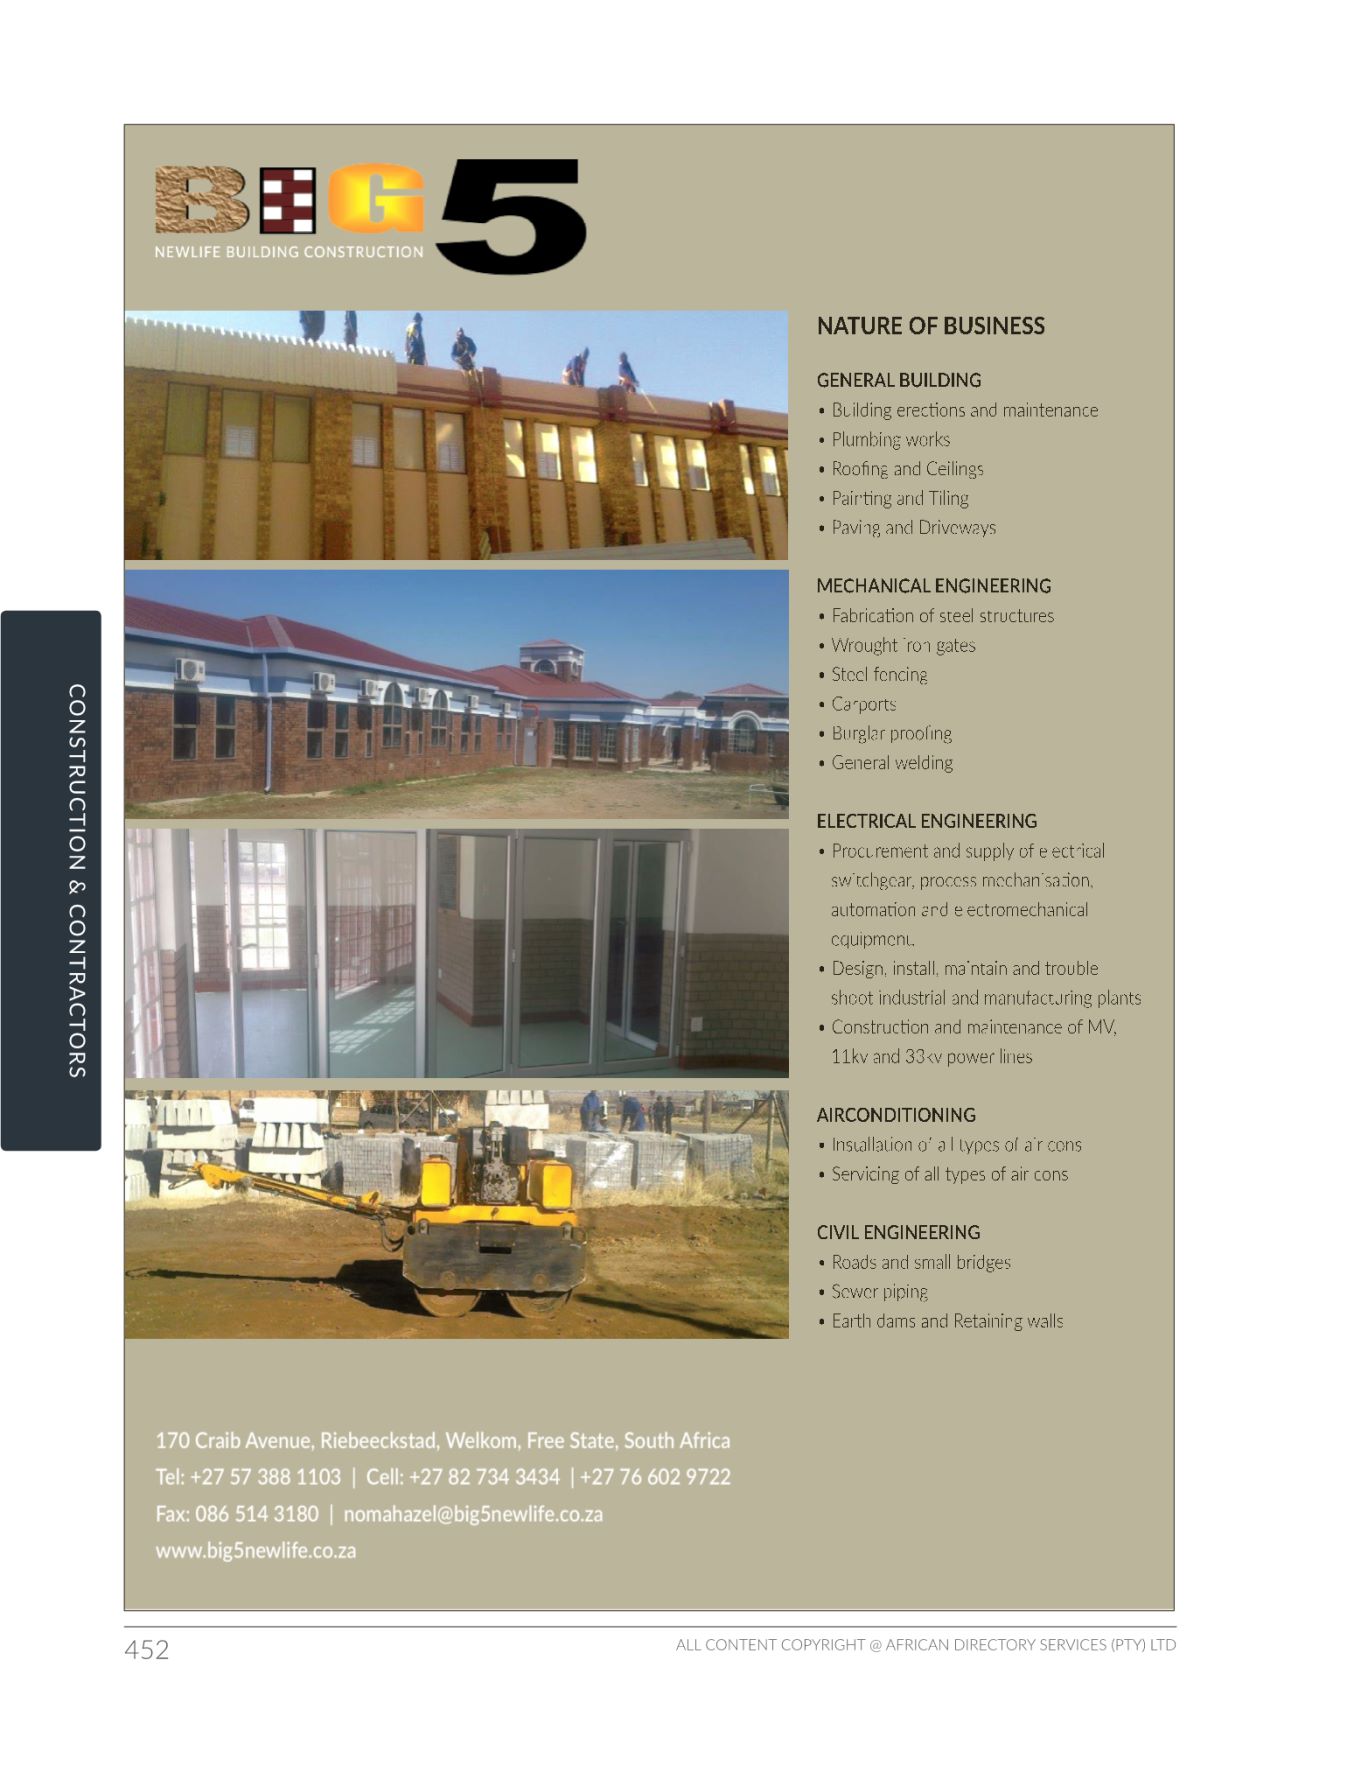 BIG 5
NEWLIFE BUILDING CONSTRUCTION
NATURE OF BUSINESS
GENERAL BUILDING
• Building erections and maintenance
• Plumbing works
• Roofing and Ceilings
• Painting and Tiling
• Paving and Driveways
MECHANICAL ENGINEERING
• Fabrication of steel structures
• Wrought iron gates
• Steel fencing
• Carports
• Burglar proofing
• General welding
ELECTRICAL ENGINEERING
• Procurement and supply of electrical
switchgear, process mechanisation,
automation and electromechanical
equipment.
• Design, install, maintain and trouble
shoot industrial and manufacturing plants
• Construction and maintenance of MV,
11kv and 33kv power lines
AIRCONDITIONING
• Installation of all types of air cons
• Servicing of all types of air cons
CIVIL ENGINEERING
• Roads and small bridges
• Sewer piping
• Earth dams and Retaining walls
CONSTRUCTION & CONTRACTORS
170 Craib Avenue, Riebeeckstad, Welkom, Free State, South Africa
Tel: +27 57 388 1103 | Cell: +27 82 734 3434 | +27 76 602 9722
Fax: 086 514 3180 | nomahazel@big5newlife.co.za
www.big5newlife.co.za
452
ALL CONTENT COPYRIGHT @ AFRICAN DIRECTORY SERVICES (PTY) LTD